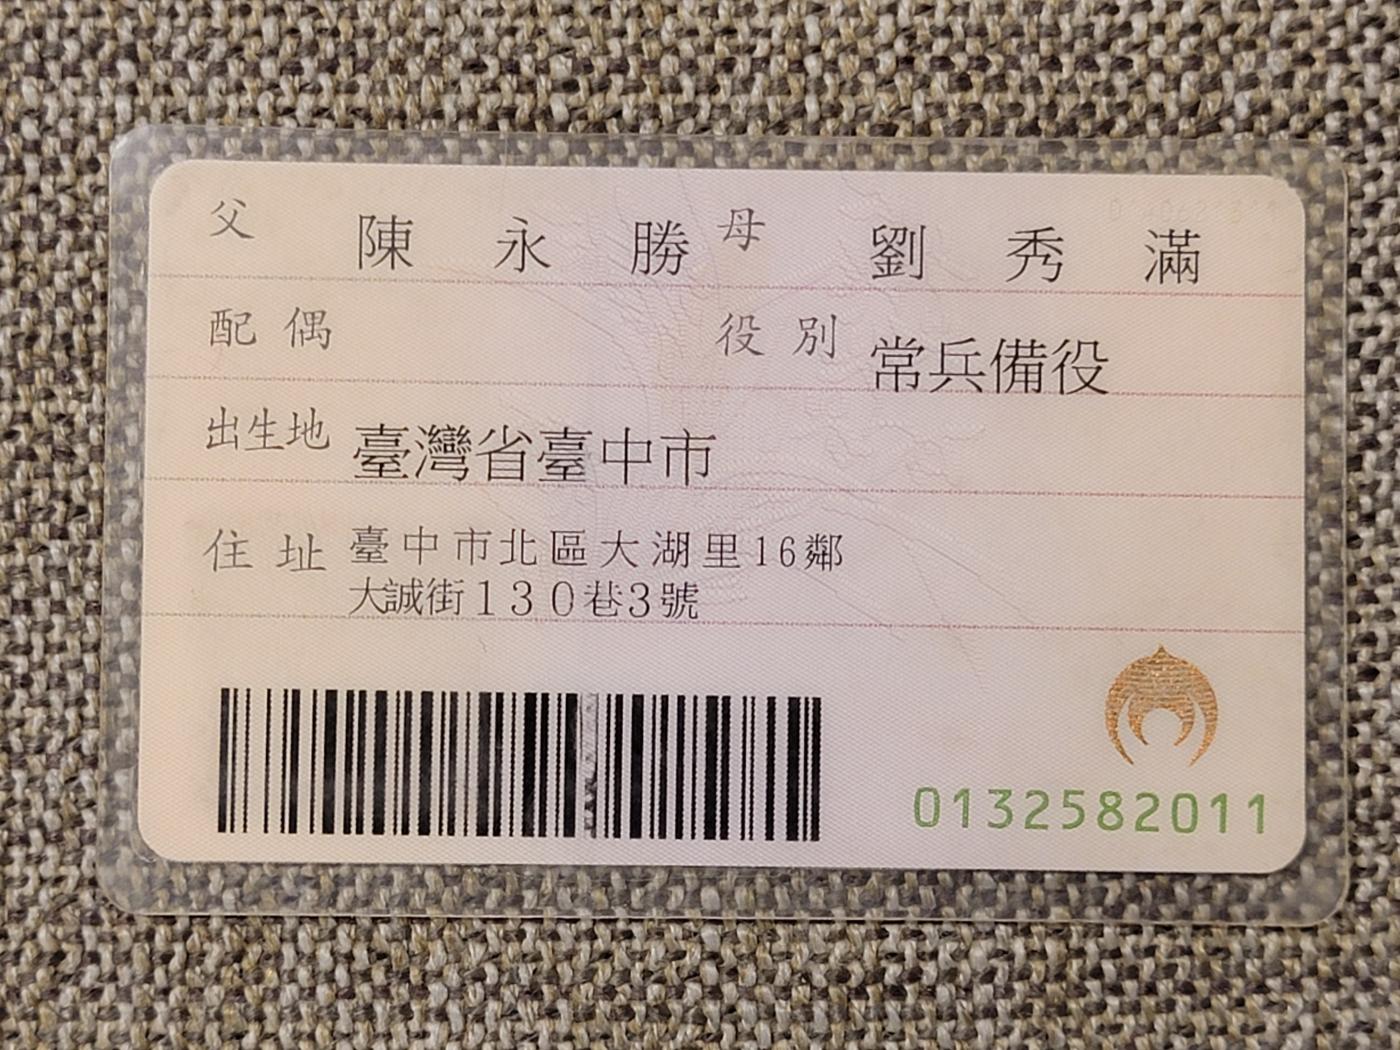 父 陳永勝 母 劉秀滿
配偶 役別 常兵備役
出生地 臺灣省臺中市
住址 臺中市北區大湖里16鄰
大誠街130巷3號
0132582011